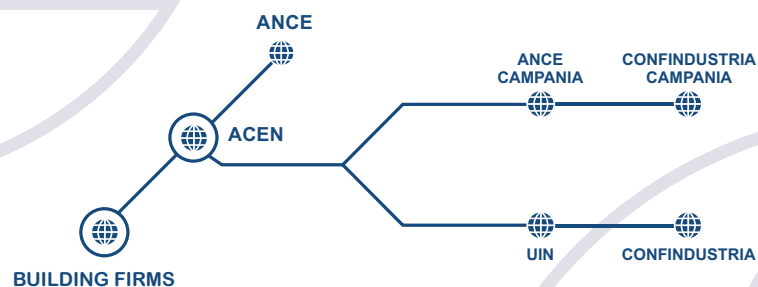 ANCE
ANCE
CAMPANIA
CONFINDUSTRIA
CAMPANIA
ACEN
UIN
CONFINDUSTRIA
BUILDING FIRMS